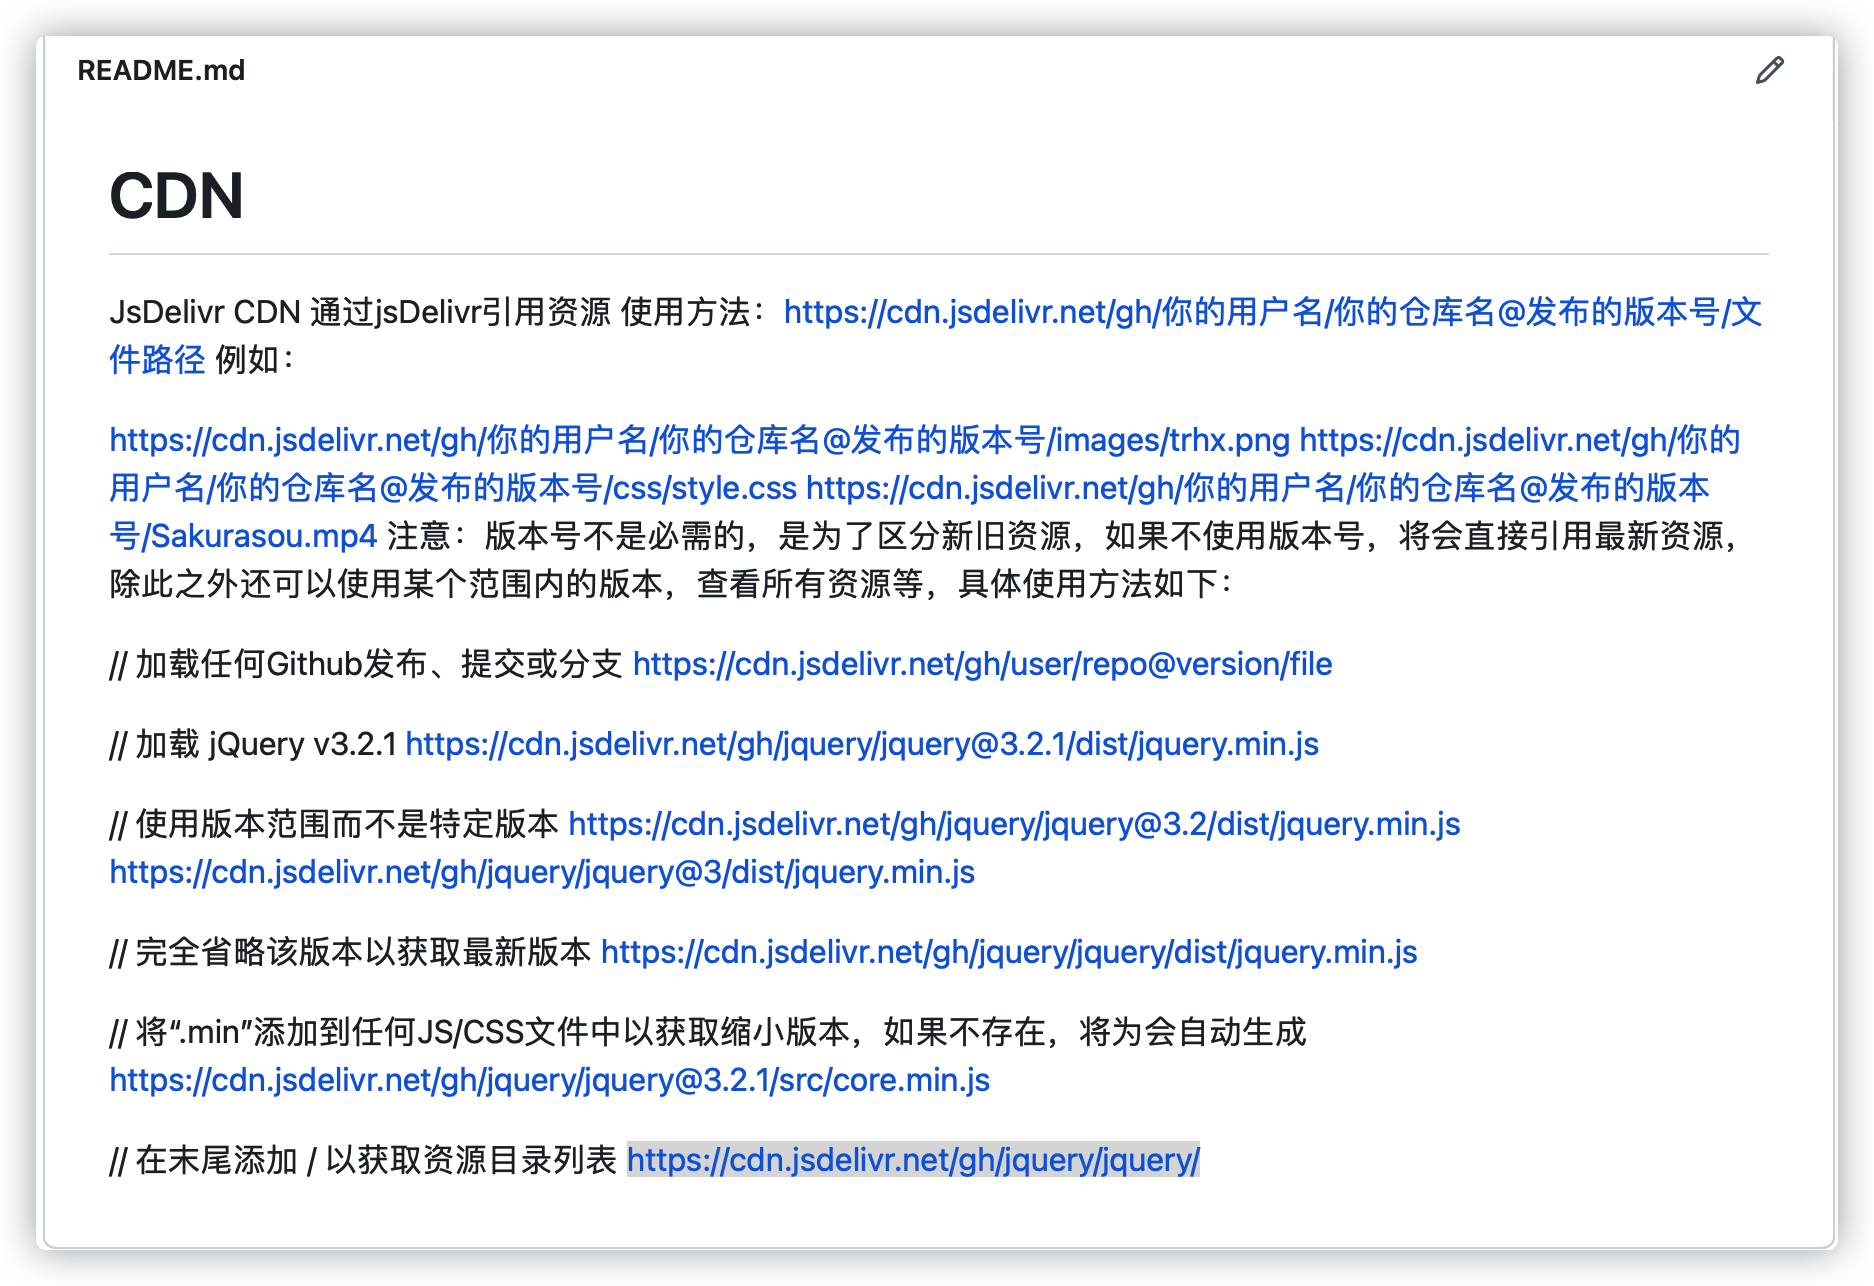 README.md
CDN
JsDelivr CDN 通过jsDelivr引用资源 使用方法：https://cdn.jsdelivr.net/gh/你的用户名/你的仓库名@发布的版本号/文
件路径 例如：
https://cdn.jsdelivr.net/gh/你的用户名/你的仓库名@发布的版本号/images/trhx.png https://cdn.jsdelivr.net/gh/你的
用户名/你的仓库名@发布的版本号/css/style.css https://cdn.jsdelivr.net/gh/你的用户名/你的仓库名@发布的版本
号/Sakurasou.mp4 注意：版本号不是必需的，是为了区分新旧资源，如果不使用版本号，将会直接引用最新资源，
除此之外还可以使用某个范围内的版本，查看所有资源等，具体使用方法如下：
// 加载任何Github发布、提交或分支 https://cdn.jsdelivr.net/gh/user/repo@version/file
// 加载 jQuery v3.2.1 https://cdn.jsdelivr.net/gh/jquery/jquery@3.2.1/dist/jquery.min.js
// 使用版本范围而不是特定版本 https://cdn.jsdelivr.net/gh/jquery/jquery@3.2/dist/jquery.min.js
https://cdn.jsdelivr.net/gh/jquery/jquery@3/dist/jquery.min.js
// 完全省略该版本以获取最新版本 https://cdn.jsdelivr.net/gh/jquery/jquery/dist/jquery.min.js
// 将“.min”添加到任何JS/CSS文件中以获取缩小版本，如果不存在，将为会自动生成
https://cdn.jsdelivr.net/gh/jquery/jquery@3.2.1/src/core.min.js
// 在末尾添加 / 以获取资源目录列表 https://cdn.jsdelivr.net/gh/jquery/jquery/